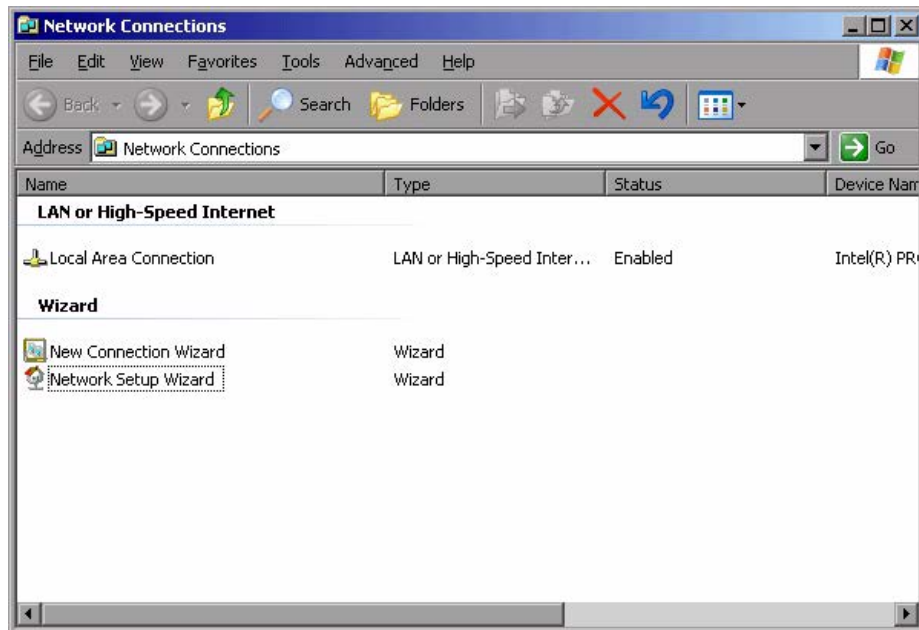 Network Connections
File Edit View Favorites Tools Advanced Help
Back Search Folders
Address Network Connections Go
Name Type Status Device Nam
LAN or High-Speed Internet
Local Area Connection LAN or High-Speed Inter... Enabled Intel(R) PR
Wizard
New Connection Wizard Wizard
Network Setup Wizard Wizard